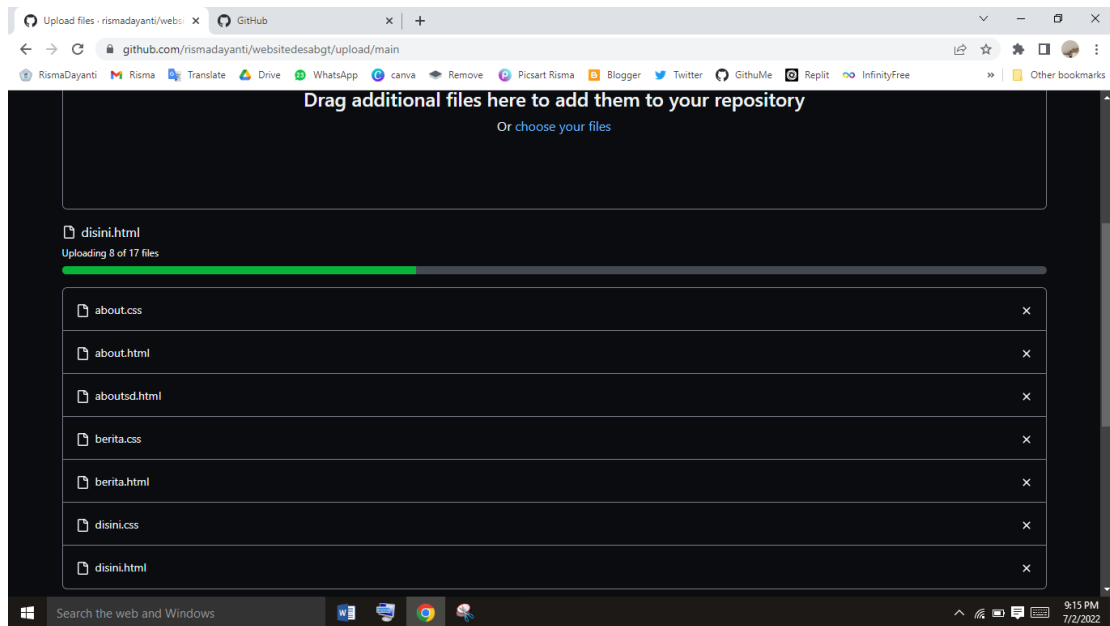 Upload files · rismadayanti/websi
GitHub
github.com/rismadayanti/websitedesabgt/upload/main
RismaDayanti Risma Translate Drive 23 WhatsApp canva Remove Picsart Risma Blogger Twitter GithuMe Replit InfinityFree » Other bookmarks
Drag additional files here to add them to your repository
Or choose your files
disini.html
Uploading 8 of 17 files
about.css
about.html
aboutsd.html
berita.css
berita.html
disini.css
disini.html
Search the web and Windows
9:15 PM
7/2/2022